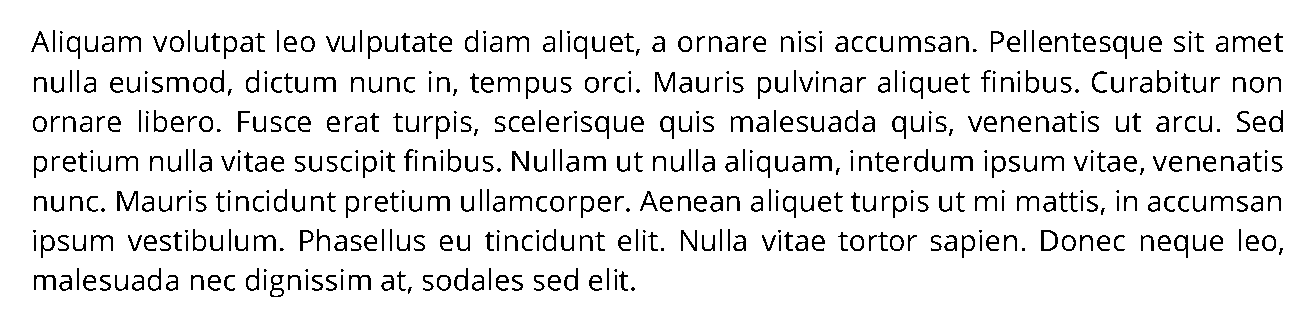 Aliquam volutpat leo vulputate diam aliquet, a ornare nisi accumsan. Pellentesque sit amet
nulla euismod, dictum nunc in, tempus orci. Mauris pulvinar aliquet finibus. Curabitur non
ornare libero. Fusce erat turpis, scelerisque quis malesuada quis, venenatis ut arcu. Sed
pretium nulla vitae suscipit finibus. Nullam ut nulla aliquam, interdum ipsum vitae, venenatis
nunc. Mauris tincidunt pretium ullamcorper. Aenean aliquet turpis ut mi mattis, in accumsan
ipsum vestibulum. Phasellus eu tincidunt elit. Nulla vitae tortor sapien. Donec neque leo,
malesuada nec dignissim at, sodales sed elit.